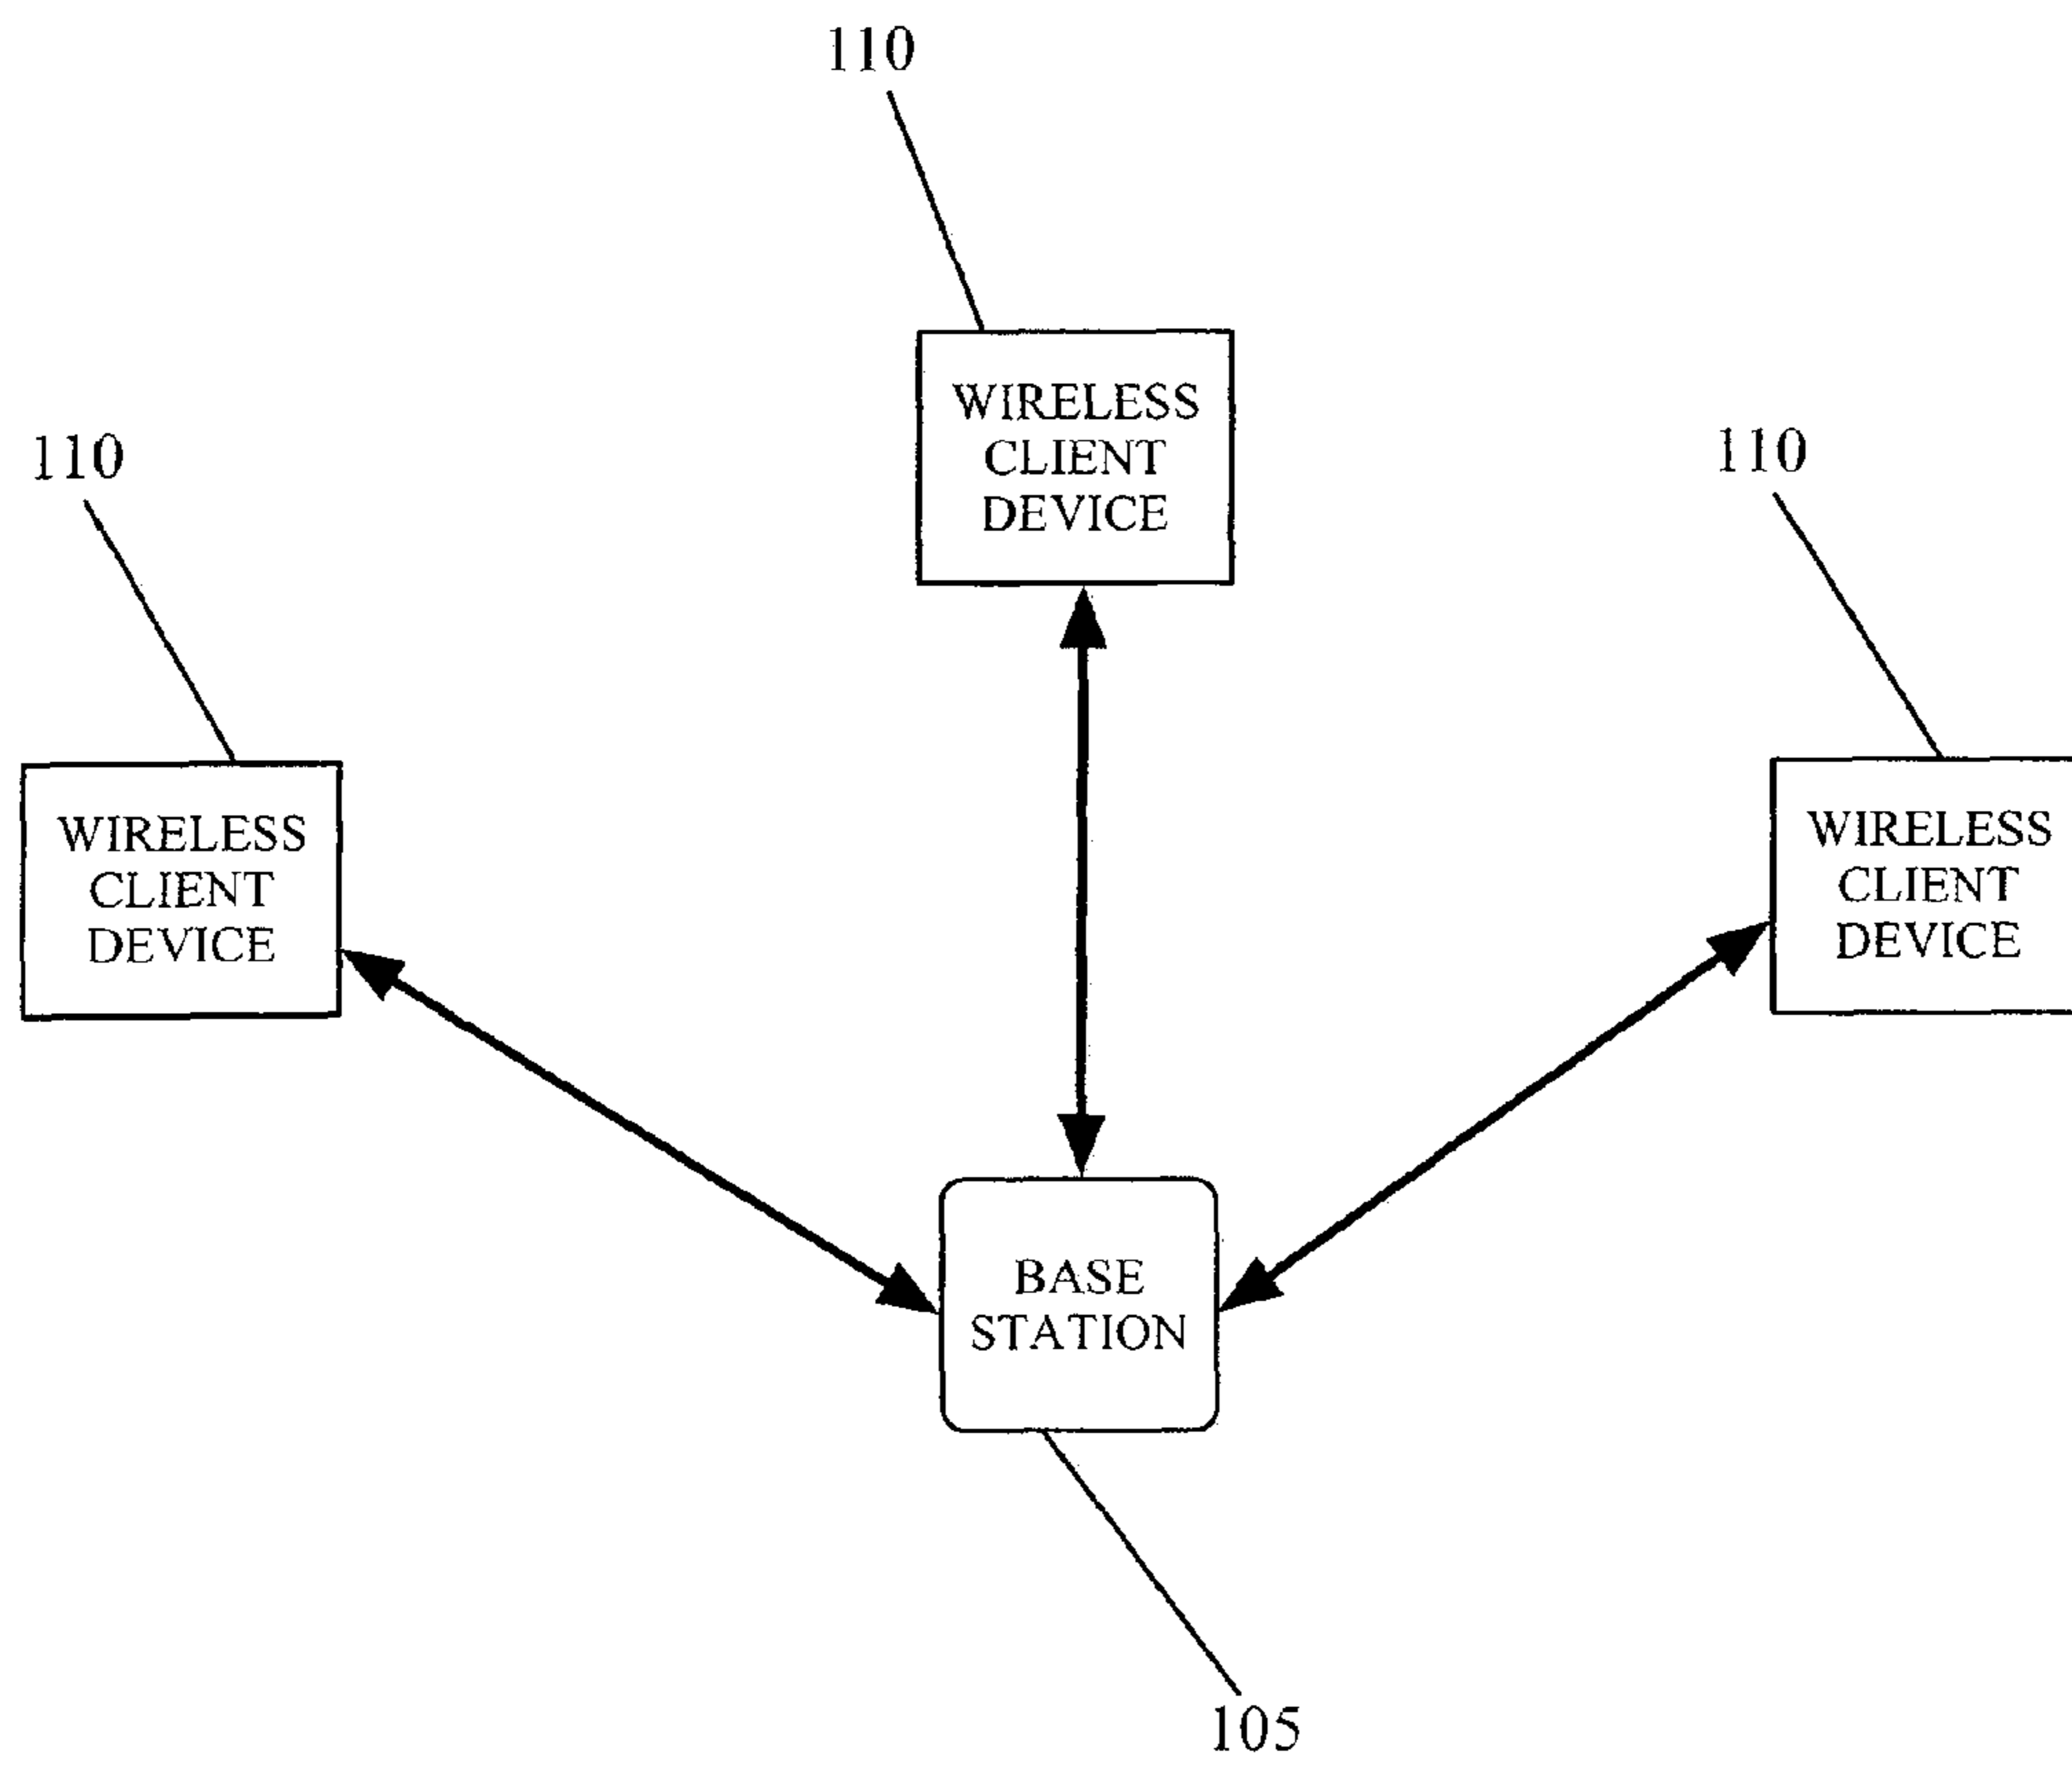 110
110
110
WIRELESS
CLIENT
DEVICE
WIRELESS
CLIENT
DEVICE
WIRELESS
CLIENT
DEVICE
BASE
STATION
105